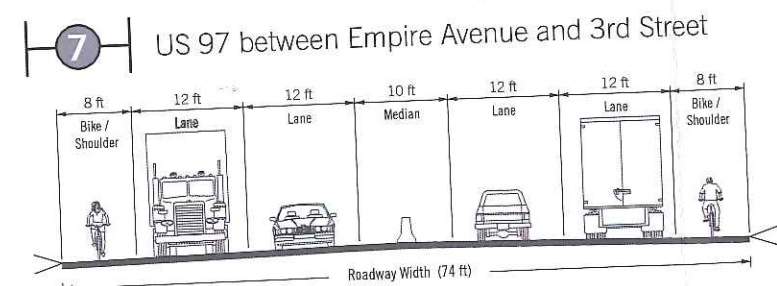 7
US 97 between Empire Avenue and 3rd Street
8 ft 12 ft 12 ft 10 ft 12 ft 12 ft 8 ft
Bike / Lane Lane Median Lane Lane Bike /
Shoulder Shoulder
Roadway Width (74 ft)